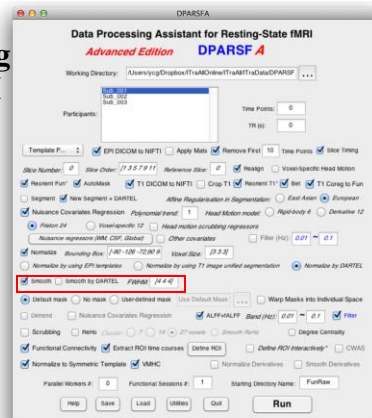 DPARSFA
Data Processing Assistant for Resting-State fMRI
Advanced Edition DPARSF A
g
Working Directory: /Users/ycg/Dropbox/ITraAllOnline/ITraAll/ITraData/DPARSF ...
Sub_001
Sub_002
Sub_003
Participants:
Time Points: 0
TR (s): 0
Template P... EPI DICOM to NIFTI Apply Mats Remove First 10 Time Points Slice Timing
Slice Number: 0 Slice Order: [1 3 5 7 9 11 Reference Slice: 0 Realign Voxel-Specific Head Motion
Reorient Fun* AutoMask T1 DICOM to NIFTI Crop T1 Reorient T1* Bet T1 Coreg to Fun
Segment New Segment + DARTEL Affine Regularisation in Segmentation: East Asian European
Nuisance Covariates Regression Polynomial trend: 1 Head Motion model: Rigid-body 6 Derivative 12
Friston 24 Voxel-specific 12 Head motion scrubbing regressors
Nuisance regressors (WM, CSF, Global) Other covariates Filter (Hz): 0.01 ~ 0.1
Normalize Bounding Box: [-90 -126 -72;90 9 Voxel Size: [3 3 3]
Normalize by using EPI templates Normalize by using T1 image unified segmentation Normalize by DARTEL
Smooth Smooth by DARTEL FWHM: [4 4 4]
Default mask No mask User-defined mask Use Default Mask ... Warp Masks into Individual Space
Detrend Nuisance Covariates Regression ALFF+fALFF Band (Hz): 0.01 ~ 0.1 Filter
Scrubbing ReHo Cluster 7 19 27 voxels Smooth ReHo Degree Centrality
Functional Connectivity Extract ROI time courses Define ROI Define ROI Interactively* CWAS
Normalize to Symmetric Template VMHC Normalize Derivatives Smooth Derivatives
Parallel Workers #: 0 Functional Sessions #: 1 Starting Directory Name: FunRaw
Help Save Load Utilities Quit Run